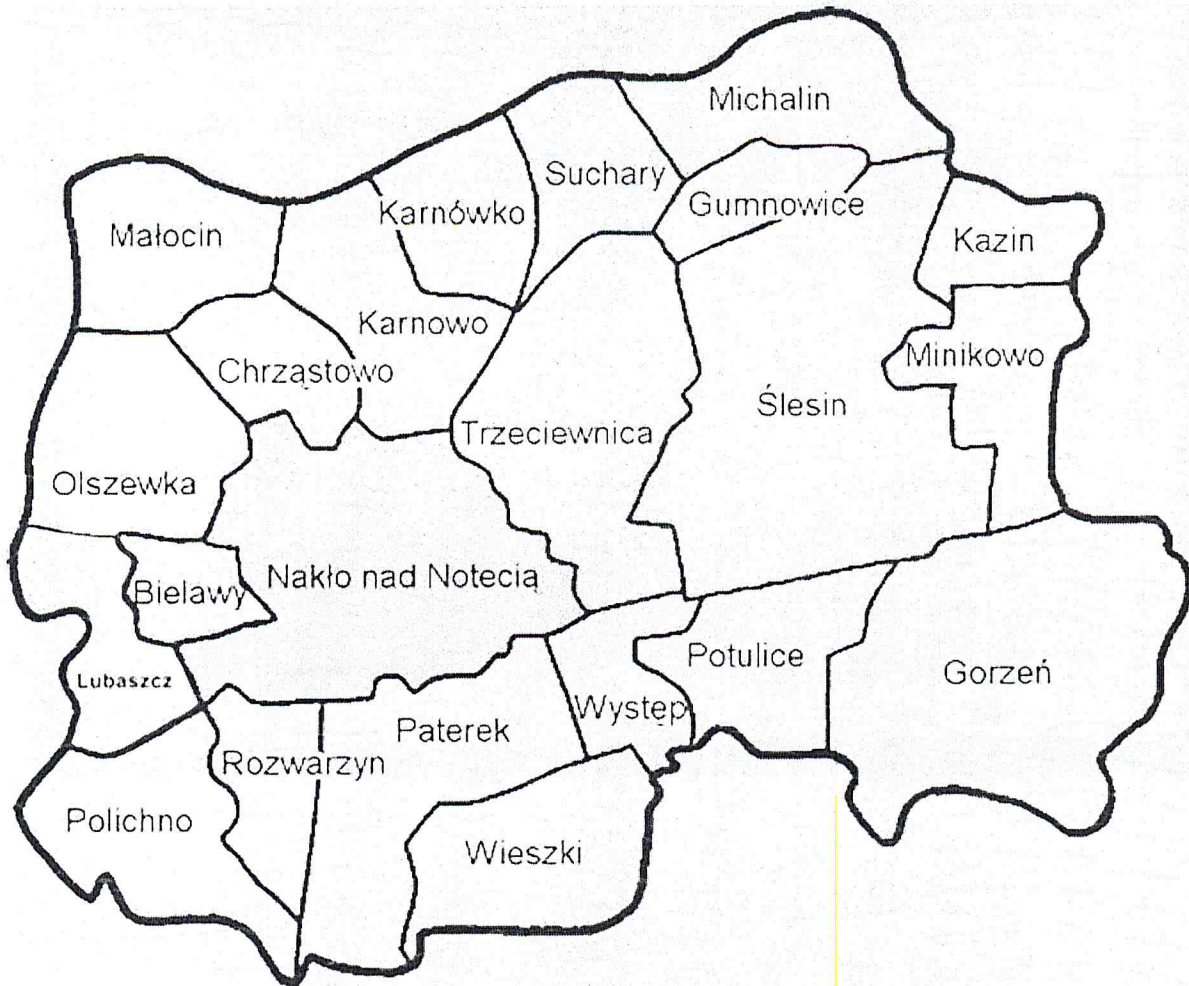 Michalin
Suchary
Karnówko
Gumnowice
Małocin
Kazin
Karnowo
Chrząstowo
Minikowo
Ślesin
Trzeciewnica
Olszewka
Nakło nad Notecią
Bielawy
Potulice
Gorzeń
Lubaszcz
Występ
Paterek
Rozwarzyn
Polichno
Wieszki